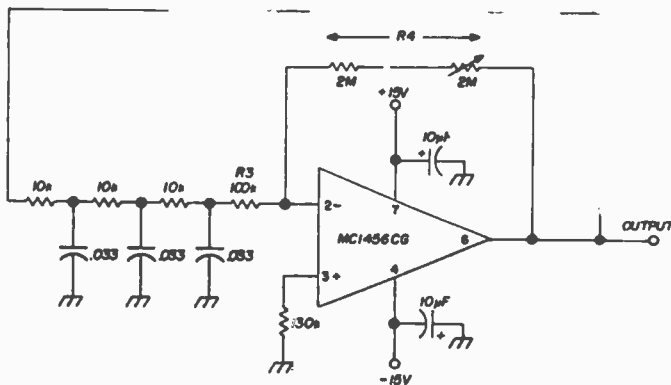 R4
2M
2M
+15V
10µF
+
10k
10k
10k
R3
100k
2-
7
MC1456CG
6
OUTPUT
.033
.033
.033
3+
4
10µF
+
30k
-15V